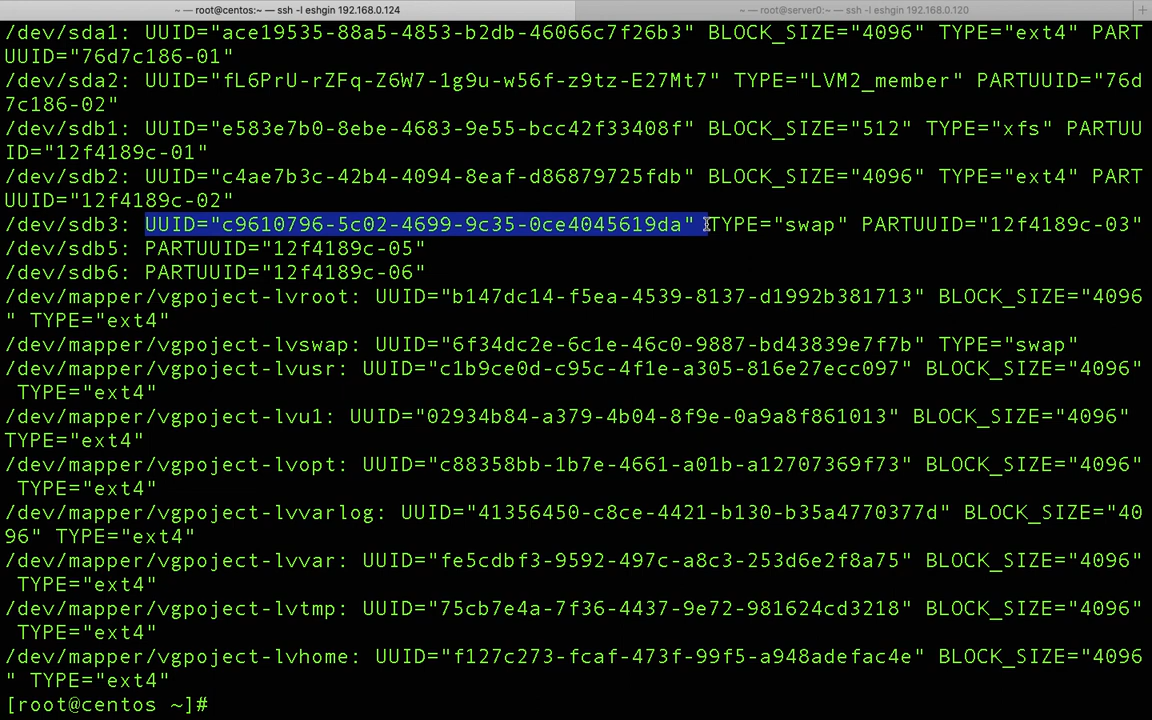 ~ — root@centos:~ — ssh -l eshgin 192.168.0.124
~ — root@server0:~ — ssh -l eshgin 192.168.0.120
/dev/sda1: UUID="ace19535-88a5-4853-b2db-46066c7f26b3" BLOCK_SIZE="4096" TYPE="ext4" PART
UUID="76d7c186-01"
/dev/sda2: UUID="fL6PrU-rZFq-Z6W7-1g9u-w56f-z9tz-E27Mt7" TYPE="LVM2_member" PARTUUID="76d
7c186-02"
/dev/sdb1: UUID="e583e7b0-8ebe-4683-9e55-bcc42f33408f" BLOCK_SIZE="512" TYPE="xfs" PARTUU
ID="12f4189c-01"
/dev/sdb2: UUID="c4ae7b3c-42b4-4094-8eaf-d86879725fdb" BLOCK_SIZE="4096" TYPE="ext4" PART
UUID="12f4189c-02"
/dev/sdb3: UUID="c9610796-5c02-4699-9c35-0ce4045619da" TYPE="swap" PARTUUID="12f4189c-03"
/dev/sdb5: PARTUUID="12f4189c-05"
/dev/sdb6: PARTUUID="12f4189c-06"
/dev/mapper/vgpoject-lvroot: UUID="b147dc14-f5ea-4539-8137-d1992b381713" BLOCK_SIZE="4096
" TYPE="ext4"
/dev/mapper/vgpoject-lvswap: UUID="6f34dc2e-6c1e-46c0-9887-bd43839e7f7b" TYPE="swap"
/dev/mapper/vgpoject-lvusr: UUID="c1b9ce0d-c95c-4f1e-a305-816e27ecc097" BLOCK_SIZE="4096"
TYPE="ext4"
/dev/mapper/vgpoject-lvu1: UUID="02934b84-a379-4b04-8f9e-0a9a8f861013" BLOCK_SIZE="4096"
TYPE="ext4"
/dev/mapper/vgpoject-lvopt: UUID="c88358bb-1b7e-4661-a01b-a12707369f73" BLOCK_SIZE="4096"
TYPE="ext4"
/dev/mapper/vgpoject-lvvarlog: UUID="41356450-c8ce-4421-b130-b35a4770377d" BLOCK_SIZE="40
96" TYPE="ext4"
/dev/mapper/vgpoject-lvvar: UUID="fe5cdbf3-9592-497c-a8c3-253d6e2f8a75" BLOCK_SIZE="4096"
TYPE="ext4"
/dev/mapper/vgpoject-lvtmp: UUID="75cb7e4a-7f36-4437-9e72-981624cd3218" BLOCK_SIZE="4096"
TYPE="ext4"
/dev/mapper/vgpoject-lvhome: UUID="f127c273-fcaf-473f-99f5-a948adefac4e" BLOCK_SIZE="4096
" TYPE="ext4"
[root@centos ~]#